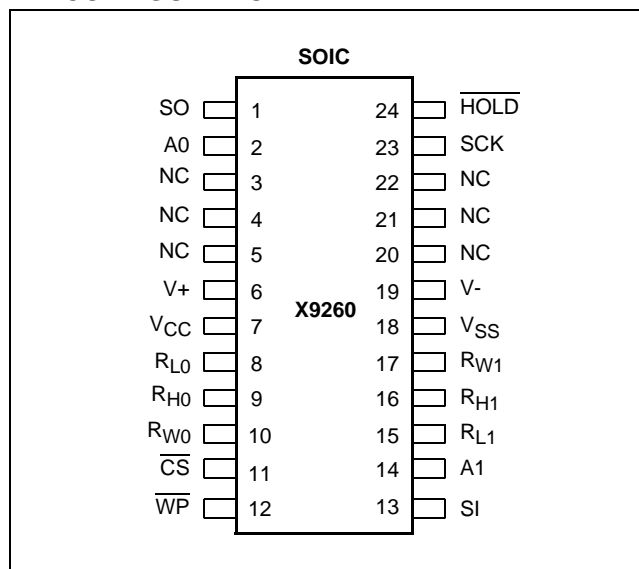 SOIC
SO 1 24 HOLD
A0 2 23 SCK
NC 3 22 NC
NC 4 21 NC
NC 5 20 NC
V+ 6 19 V-
X9260
VCC 7 18 VSS
RL0 8 17 RW1
RH0 9 16 RH1
RW0 10 15 RL1
CS 11 14 A1
WP 12 13 SI